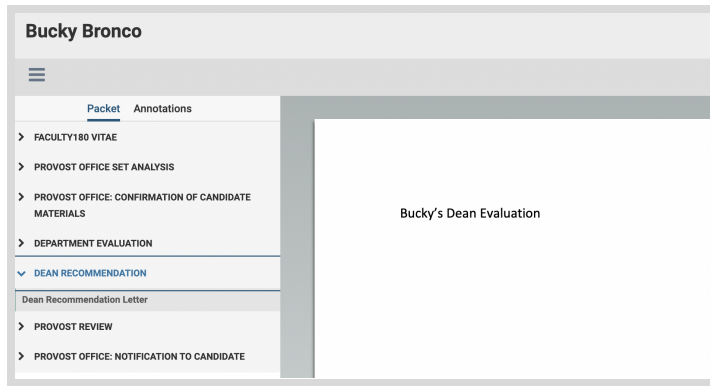 Bucky Bronco
Packet Annotations
FACULTY180 VITAE
PROVOST OFFICE SET ANALYSIS
PROVOST OFFICE: CONFIRMATION OF CANDIDATE
MATERIALS
DEPARTMENT EVALUATION
DEAN RECOMMENDATION
Dean Recommendation Letter
PROVOST REVIEW
PROVOST OFFICE: NOTIFICATION TO CANDIDATE
Bucky’s Dean Evaluation